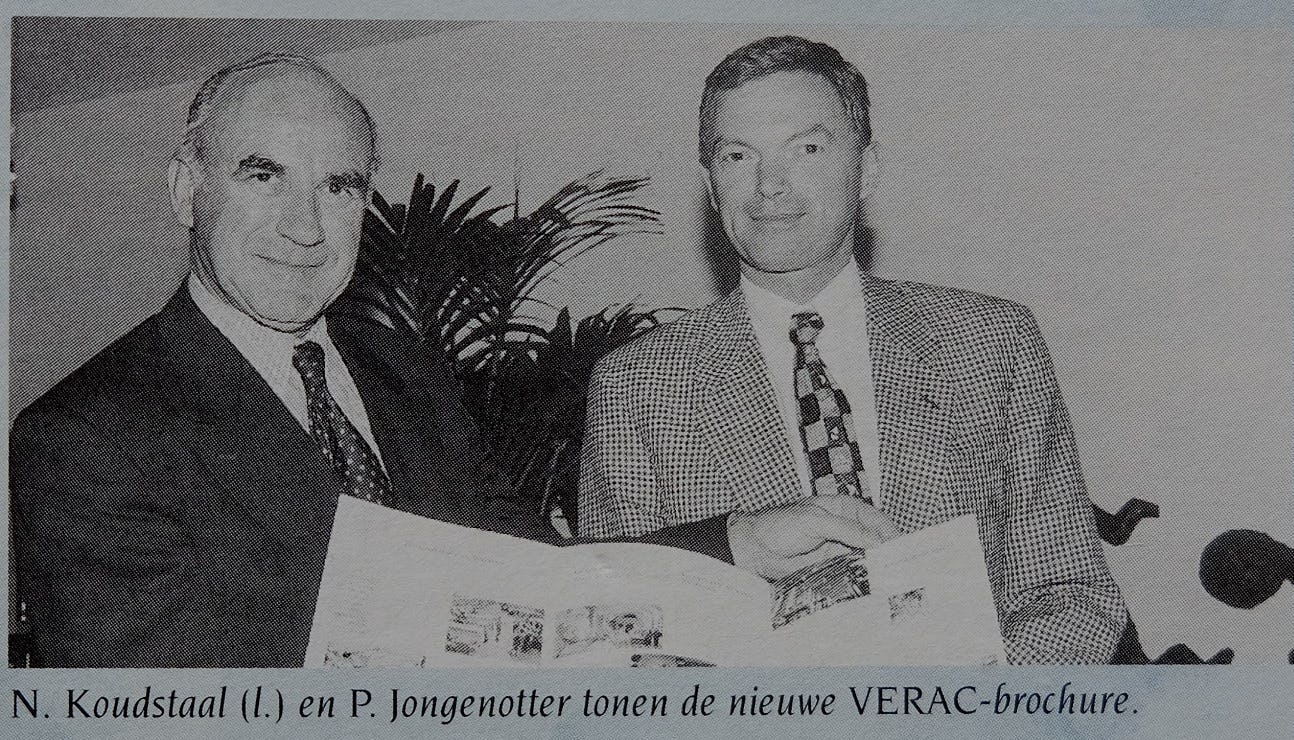 N. Koudstaal (l.) en P. Jongenotter tonen de nieuwe VERAC-brochure.